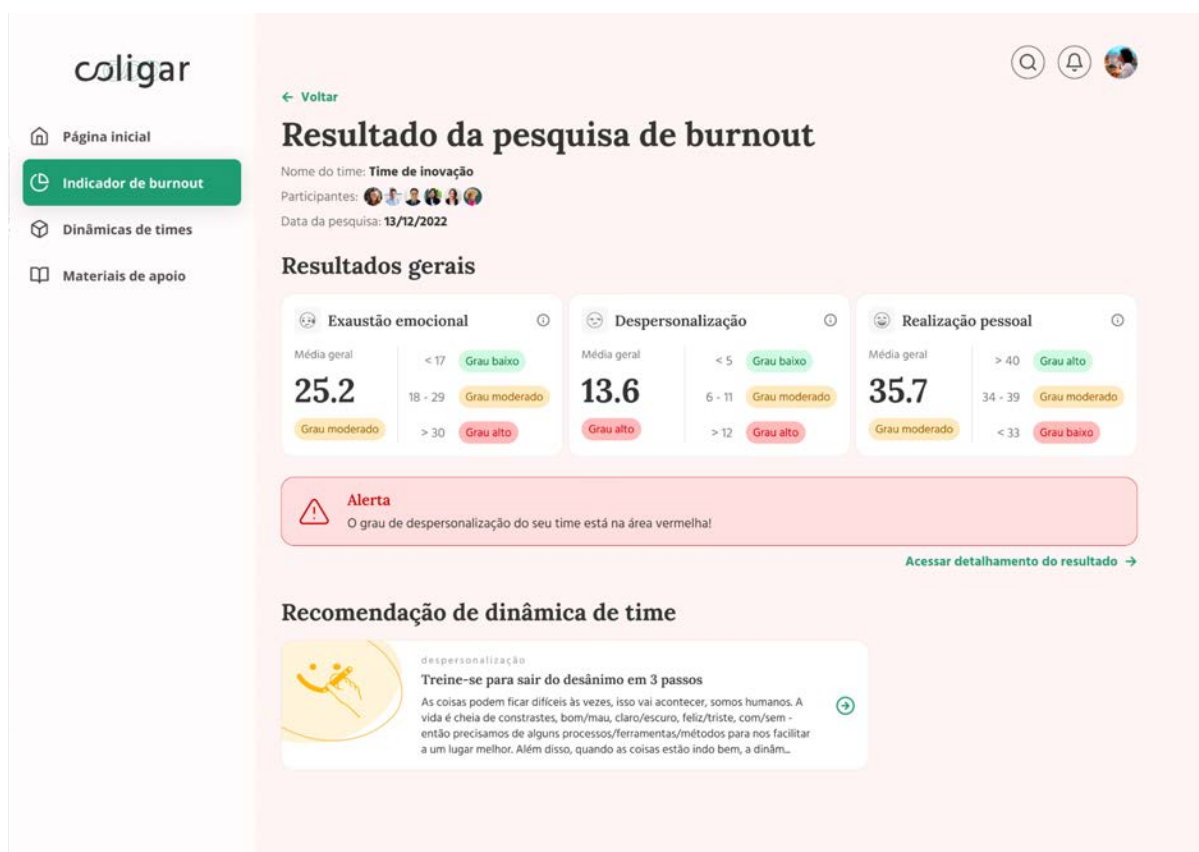 coligar
Página inicial
Indicador de burnout
Dinâmicas de times
Materiais de apoio
← Voltar
Resultado da pesquisa de burnout
Nome do time: Time de inovação
Participantes:
Data da pesquisa: 13/12/2022
Resultados gerais
Exaustão emocional
Média geral
25.2
Grau moderado
< 17 Grau baixo
18 - 29 Grau moderado
> 30 Grau alto
Despersonalização
Média geral
13.6
Grau alto
< 5 Grau baixo
6 - 11 Grau moderado
> 12 Grau alto
Realização pessoal
Média geral
35.7
Grau moderado
> 40 Grau alto
34 - 39 Grau moderado
< 33 Grau baixo
Alerta
O grau de despersonalização do seu time está na área vermelha!
Acessar detalhamento do resultado →
Recomendação de dinâmica de time
despersonalização
Treine-se para sair do desânimo em 3 passos
As coisas podem ficar difíceis às vezes, isso vai acontecer, somos humanos. A
vida é cheia de constrastes, bom/mau, claro/escuro, feliz/triste, com/sem -
então precisamos de alguns processos/ferramentas/métodos para nos facilitar
a um lugar melhor. Além disso, quando as coisas estão indo bem, a dinâm...